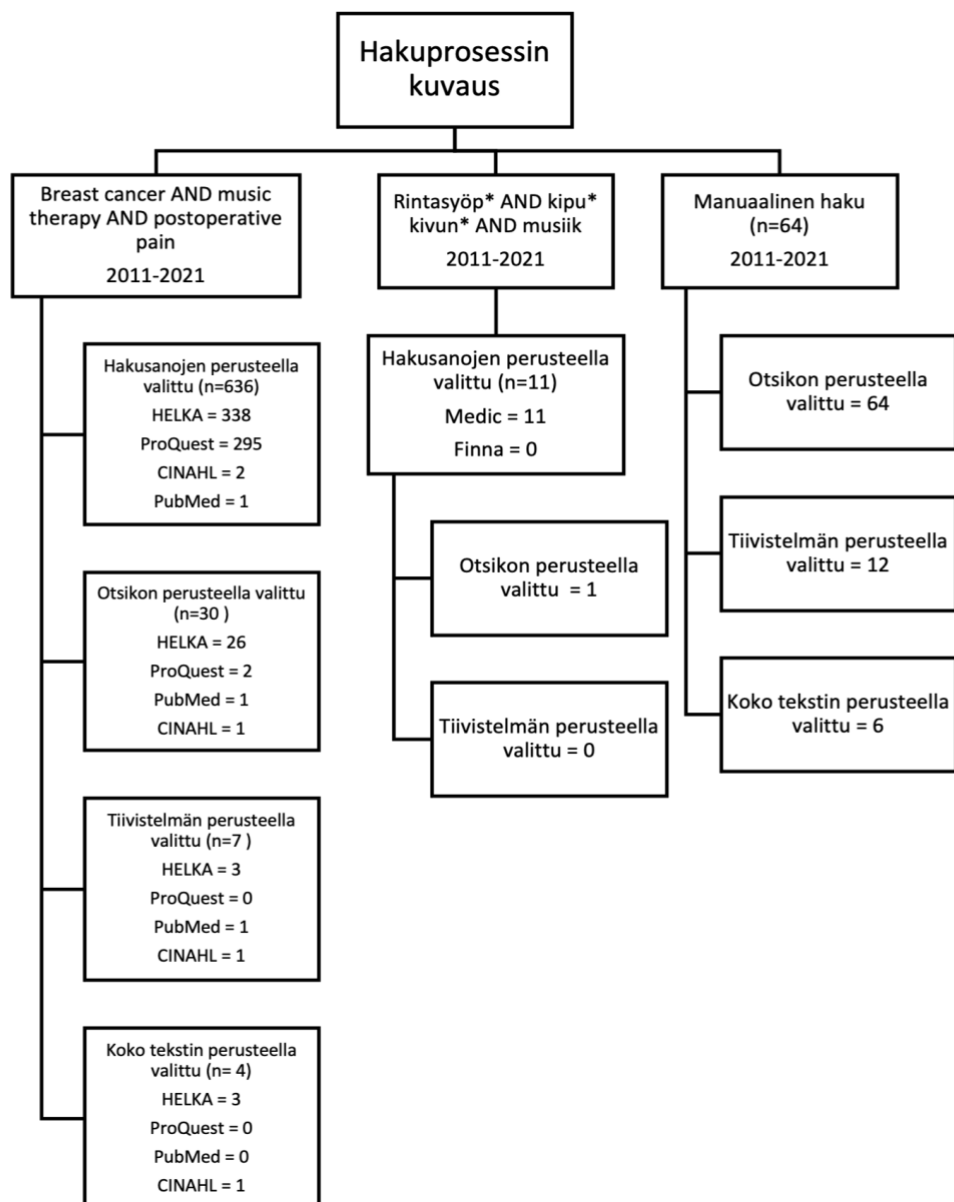 Hakuprosessin
kuvaus
Breast cancer AND music
therapy AND postoperative
pain
2011-2021
Hakusanojen perusteella
valittu (n=636)
HELKA = 338
ProQuest = 295
CINAHL = 2
PubMed = 1
Otsikon perusteella valittu
(n=30 )
HELKA = 26
ProQuest = 2
PubMed = 1
CINAHL = 1
Tiivistelmän perusteella
valittu (n=7 )
HELKA = 3
ProQuest = 0
PubMed = 1
CINAHL = 1
Koko tekstin perusteella
valittu (n= 4)
HELKA = 3
ProQuest = 0
PubMed = 0
CINAHL = 1
Rintasyöp* AND kipu*
kivun* AND musiik
2011-2021
Hakusanojen perusteella
valittu (n=11)
Medic = 11
Finna = 0
Otsikon perusteella
valittu = 1
Tiivistelmän perusteella
valittu = 0
Manuaalinen haku
(n=64)
2011-2021
Otsikon perusteella
valittu = 64
Tiivistelmän perusteella
valittu = 12
Koko tekstin perusteella
valittu = 6